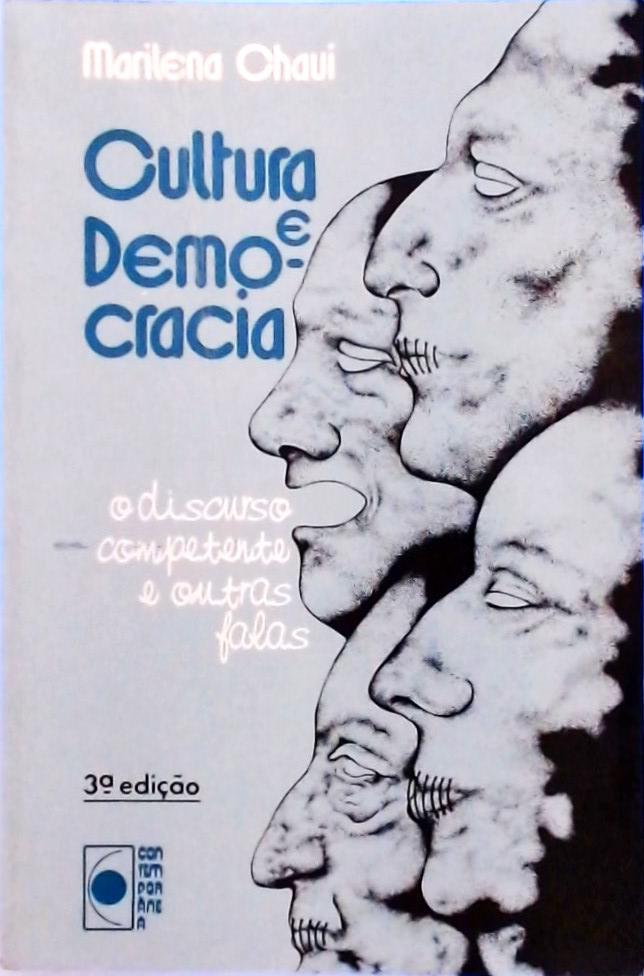 Marilena Chaui
Cultura
e
Demo-
cracia
o discurso
competente
e outras
falas
3ª edição
CON
TEM
POR
ÂNE
A